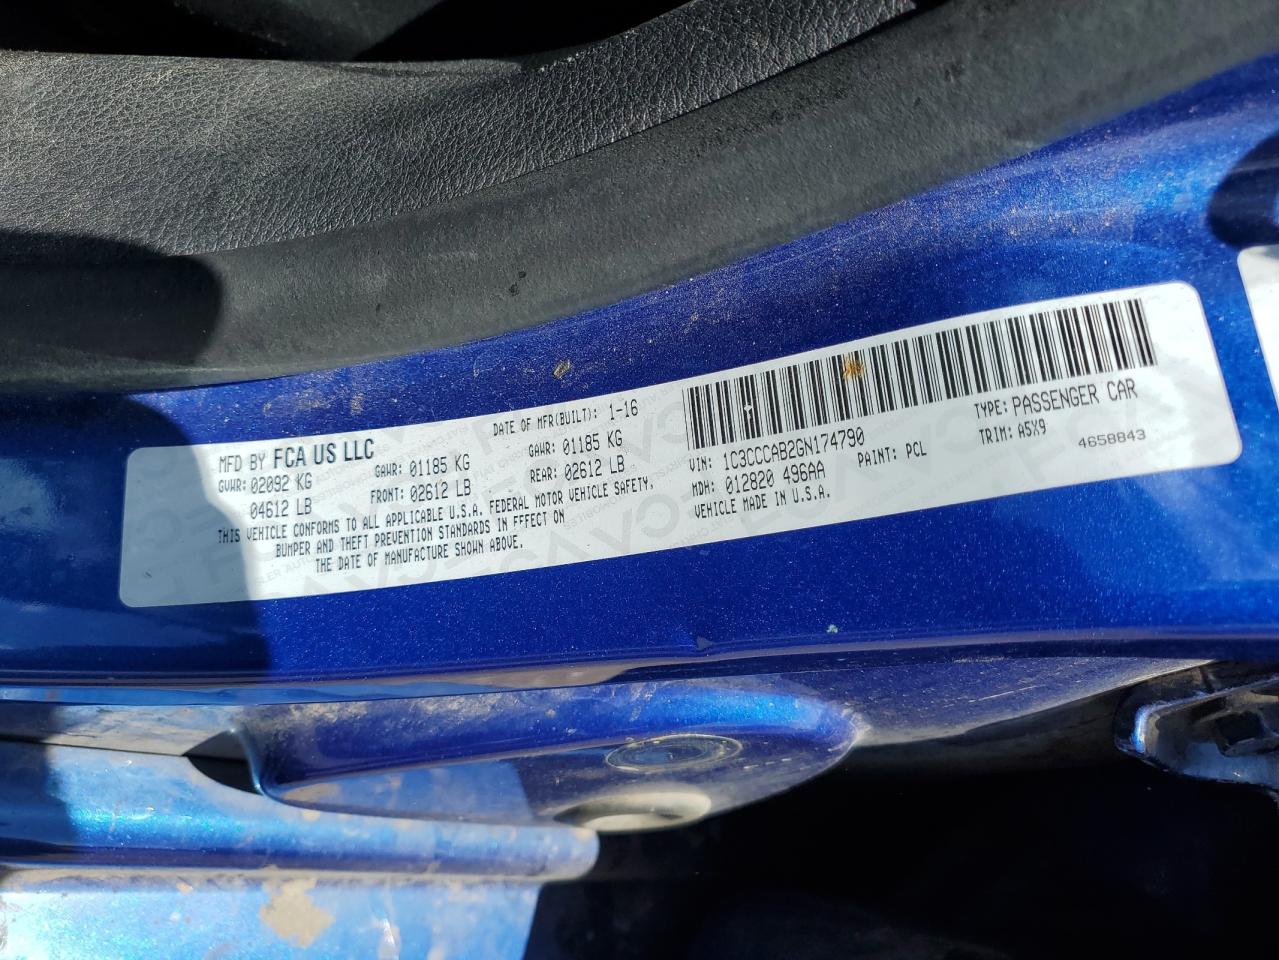 MFD BY FCA US LLC
DATE OF MFR(BUILT): 1-16
GVWR: 02092 KG
04612 LB
GAWR: 01185 KG
FRONT: 02612 LB
GAWR: 01185 KG
REAR: 02612 LB
THIS VEHICLE CONFORMS TO ALL APPLICABLE U.S.A. FEDERAL MOTOR VEHICLE SAFETY,
BUMPER AND THEFT PREVENTION STANDARDS IN EFFECT ON
THE DATE OF MANUFACTURE SHOWN ABOVE.
VIN: 1C3CCCAB2GN174790
TYPE: PASSENGER CAR
MDH: 012820 496AA
PAINT: PCL
TRIM: A5X9
VEHICLE MADE IN U.S.A.
4658843